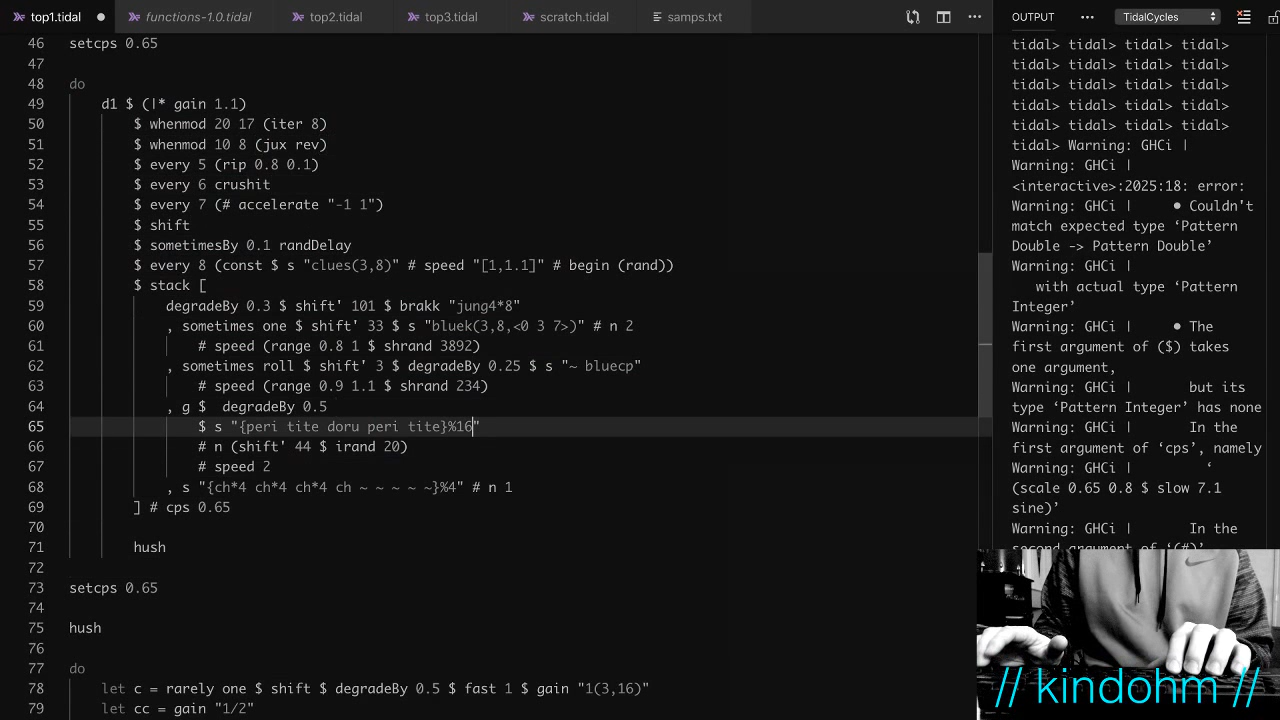 top1.tidal functions-1.0.tidal top2.tidal top3.tidal scratch.tidal samps.txt
46 setcps 0.65
47
48 do
49 d1 $ (|* gain 1.1)
50 $ whenmod 20 17 (iter 8)
51 $ whenmod 10 8 (jux rev)
52 $ every 5 (rip 0.8 0.1)
53 $ every 6 crushit
54 $ every 7 (# accelerate "-1 1")
55 $ shift
56 $ sometimesBy 0.1 randDelay
57 $ every 8 (const $ s "clues(3,8)" # speed "[1,1.1]" # begin (rand))
58 $ stack [
59 degradeBy 0.3 $ shift' 101 $ brakk "jung4*8"
60 , sometimes one $ shift' 33 $ s "bluek(3,8,<0 3 7>)" # n 2
61 # speed (range 0.8 1 $ shrand 3892)
62 , sometimes roll $ shift' 3 $ degradeBy 0.25 $ s "~ bluecp"
63 # speed (range 0.9 1.1 $ shrand 234)
64 , g $  degradeBy 0.5
65 $ s "{peri tite doru peri tite}%16"
66 # n (shift' 44 $ irand 20)
67 # speed 2
68 , s "{ch*4 ch*4 ch*4 ch ~ ~ ~ ~ ~}%4" # n 1
69 ] # cps 0.65
70
71 hush
72
73 setcps 0.65
74
75 hush
76
77 do
78 let c = rarely one $ shift $ degradeBy 0.5
79 let cc = gain "1/2"
OUTPUT TidalCycles
tidal> tidal> tidal> tidal>
tidal> tidal> tidal> tidal>
tidal> tidal> tidal> tidal>
tidal> tidal> tidal> tidal>
tidal> tidal> tidal> tidal>
tidal> Warning: GHCi |
Warning: GHCi |
<interactive>:2025:18: error:
Warning: GHCi | • Couldn't
match expected type ‘Pattern
Double -> Pattern Double’
Warning: GHCi |
with actual type ‘Pattern
Integer’
Warning: GHCi | • The
first argument of ($) takes
one argument,
Warning: GHCi | but its
type ‘Pattern Integer’ has none
Warning: GHCi | In the
first argument of ‘cps’, namely
Warning: GHCi | ‘
(scale 0.65 0.8 $ slow 7.1
sine)’
Warning: GHCi | In the
second argument of ‘(#)’
// kindohm //